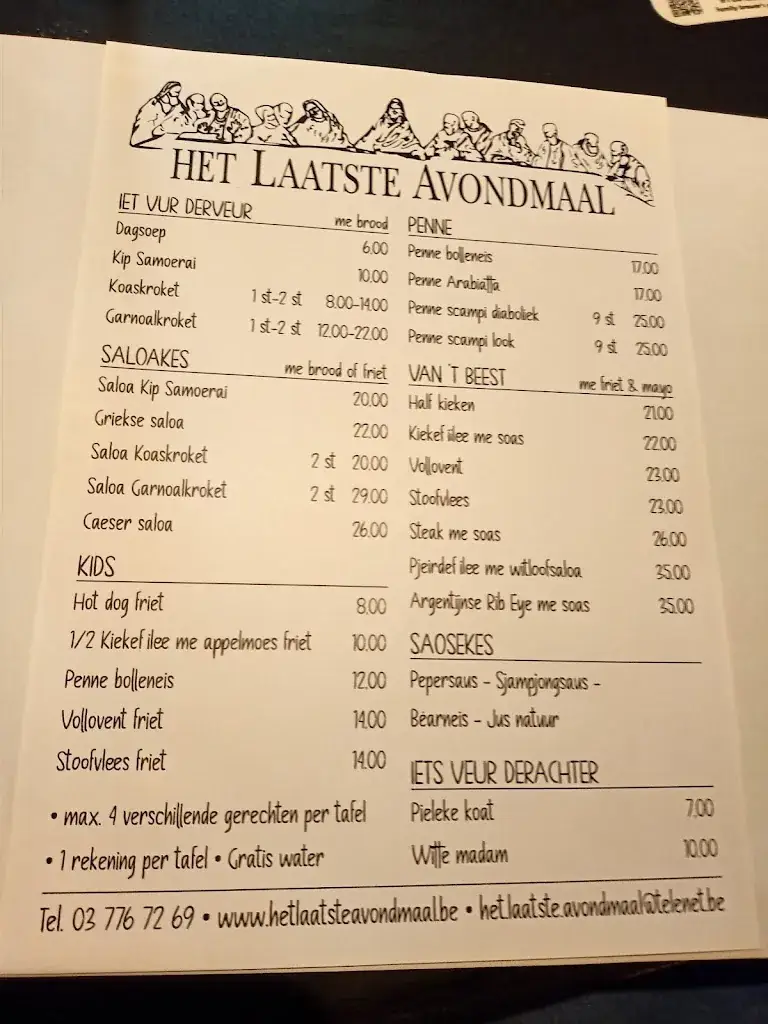 HET LAATSTE AVONDMAAL
IET VUR DERVEUR me brood
Dagsoep 6.00
Kip Samoerai 10.00
Koaskroket 1 st-2 st 8.00-14.00
Garnoalkroket 1 st-2 st 12.00-22.00
SALOAKES me brood of friet
Saloa Kip Samoerai 20.00
Griekse saloa 22.00
Saloa Koaskroket 2 st 20.00
Saloa Garnoalkroket 2 st 29.00
Caeser saloa 26.00
KIDS
Hot dog friet 8.00
1/2 Kiekefilee me appelmoes friet 10.00
Penne bolleneis 12.00
Vollovent friet 14.00
Stoofvlees friet 14.00
• max. 4 verschillende gerechten per tafel
• 1 rekening per tafel • Gratis water
PENNE
Penne bolleneis 17.00
Penne Arabiatta 17.00
Penne scampi diaboliek 9 st 25.00
Penne scampi look 9 st 25.00
VAN 'T BEEST me friet & mayo
Half kieken 21.00
Kiekefilee me soas 22.00
Vollovent 23.00
Stoofvlees 23.00
Steak me soas 26.00
Pjeirdefilee me witloofsaloa 35.00
Argentijnse Rib Eye me soas 35.00
SAOSEKES
Pepersaus - Sjampjongsaus -
Béarneis - Jus natuur
IETS VEUR DERACHTER
Pieleke koat 7.00
Witte madam 10.00
Tel. 03 776 72 69 • www.hetlaatsteavondmaal.be • het.laatste.avondmaal@telenet.be